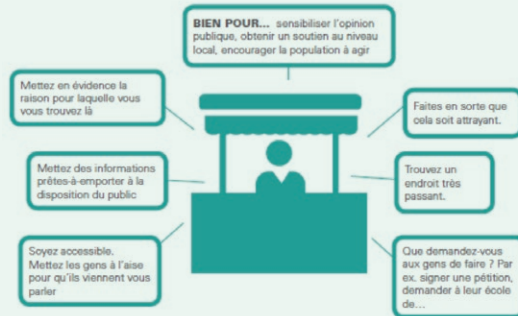 BIEN POUR... sensibiliser l'opinion
publique, obtenir un soutien au niveau
local, encourager la population à agir
Mettez en évidence la
raison pour laquelle vous
vous trouvez là
Faites en sorte que
cela soit attrayant.
Mettez des informations
prêtes-à-emporter à la
disposition du public
Trouvez un
endroit très
passant.
Soyez accessible.
Mettez les gens à l'aise
pour qu'ils viennent vous
parler
Que demandez-vous
aux gens de faire ? Par
ex. signer une pétition,
demander à leur école
de...